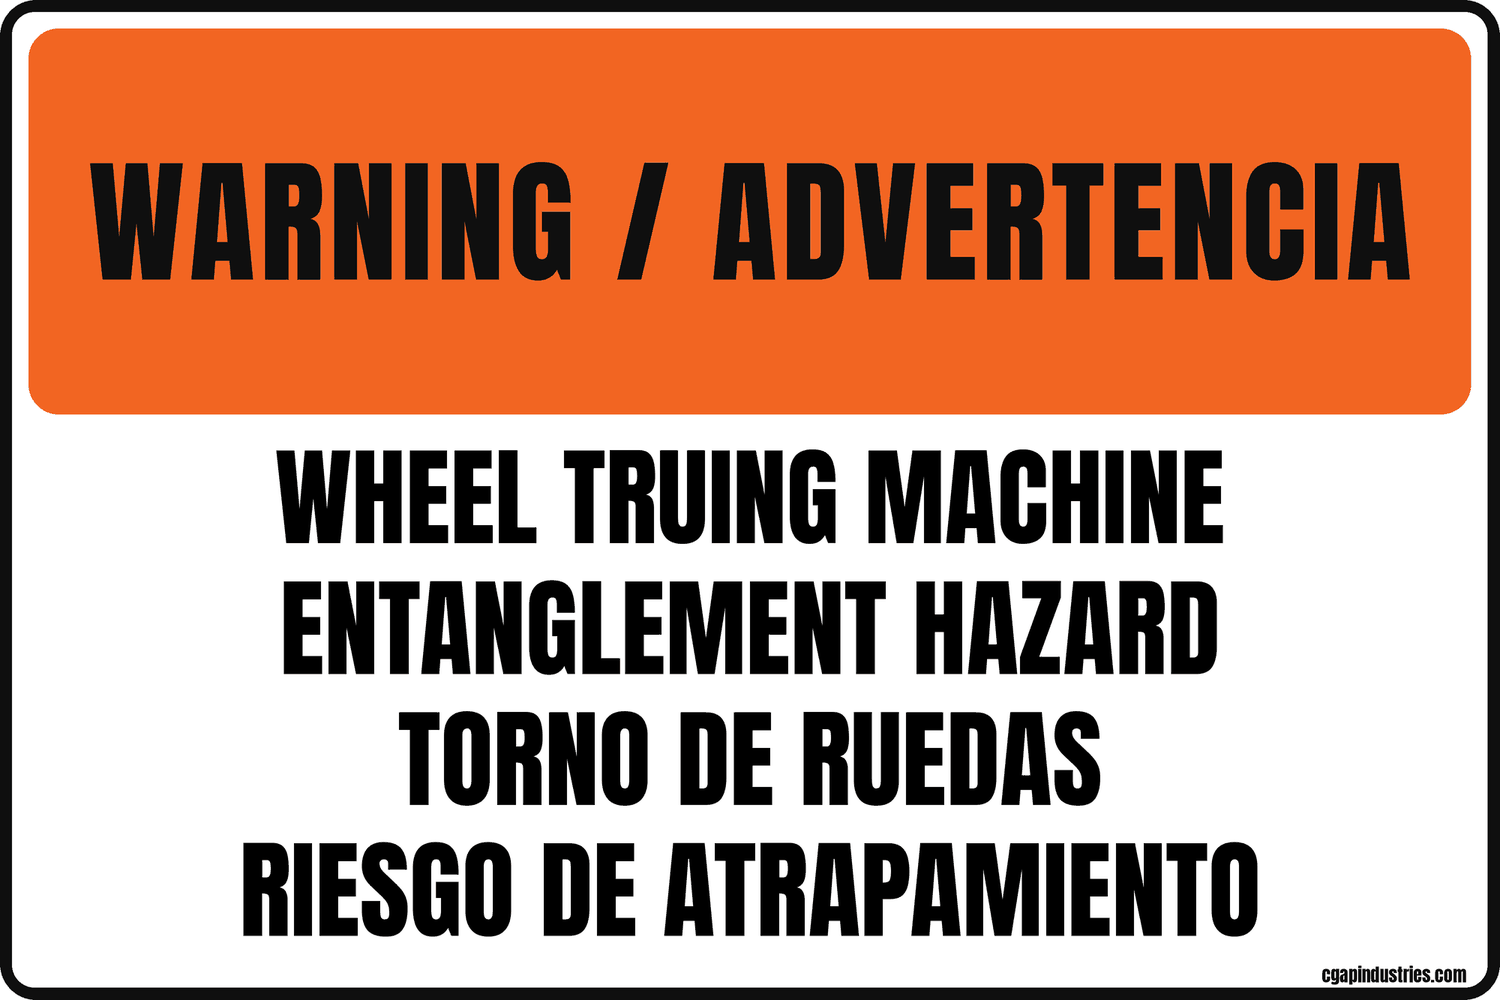 WARNING / ADVERTENCIA
WHEEL TRUING MACHINE
ENTANGLEMENT HAZARD
TORNO DE RUEDAS
RIESGO DE ATRAPAMIENTO
cgapindustries.com